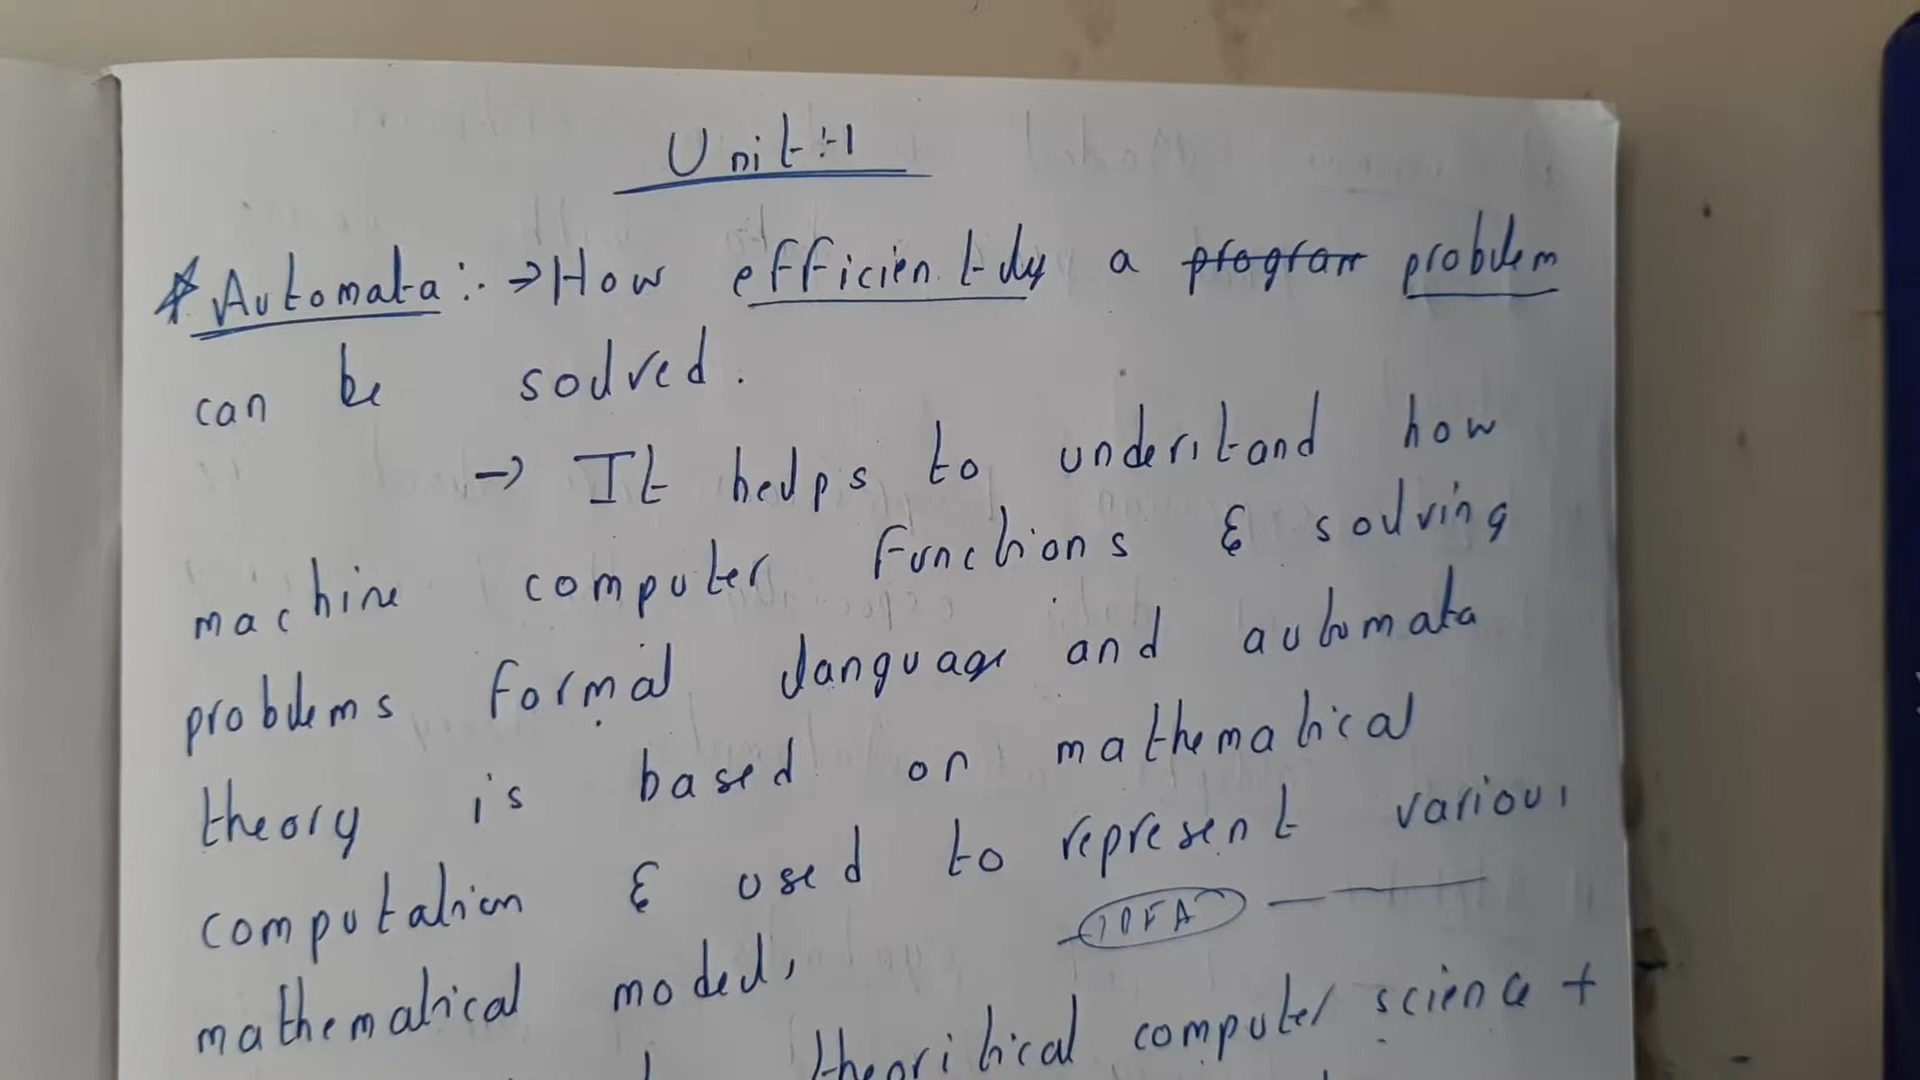 Unit:-1
* Automata :- → How efficiently a program problem
can be solved.
→ It helps to understand how
machine computer functions & solving
problems formal language and automata
theory is based on mathematical
computation & used to represent various
DFA
mathematical model,
theoritical computer science +